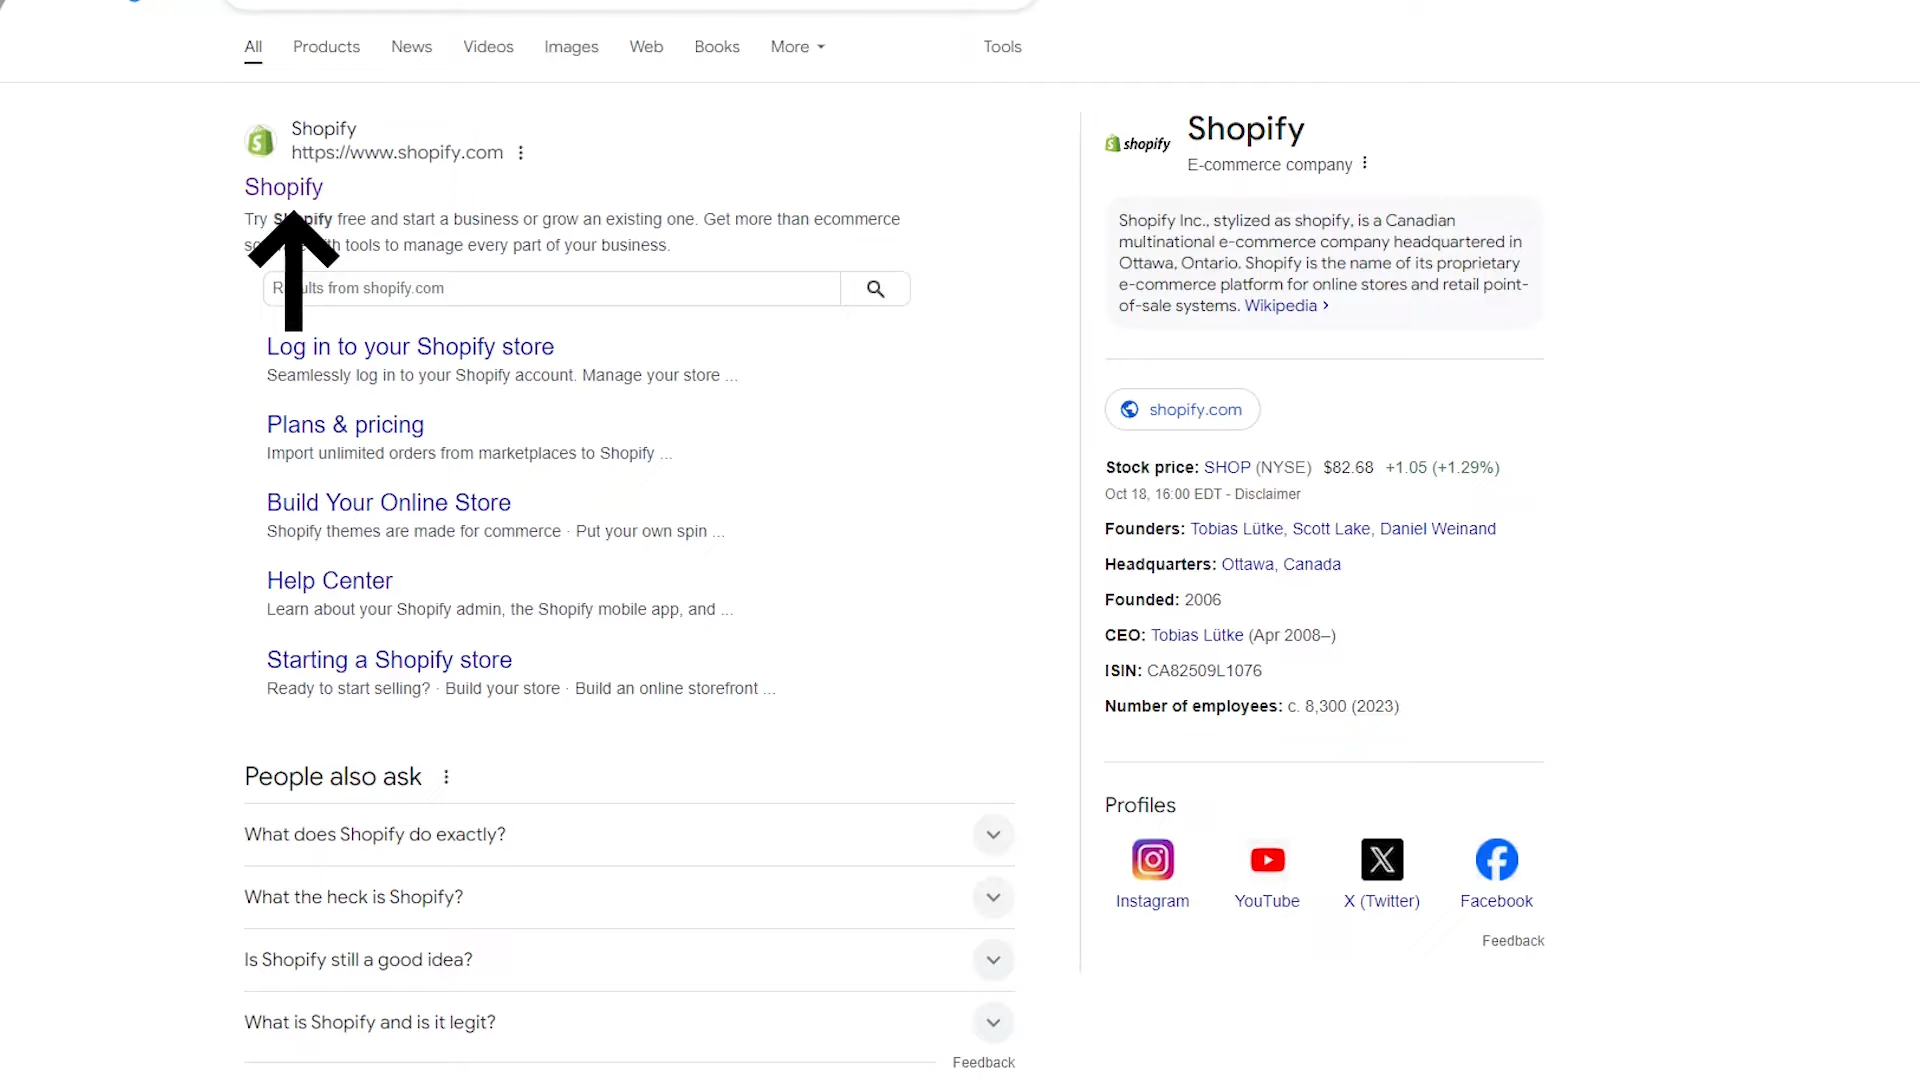 All Products News Videos Images Web Books More Tools
Shopify
https://www.shopify.com
Shopify
Try Shopify free and start a business or grow an existing one. Get more than ecommerce
with tools to manage every part of your business.
Results from shopify.com
Log in to your Shopify store
Seamlessly log in to your Shopify account. Manage your store ...
Plans & pricing
Import unlimited orders from marketplaces to Shopify ...
Build Your Online Store
Shopify themes are made for commerce · Put your own spin ...
Help Center
Learn about your Shopify admin, the Shopify mobile app, and ...
Starting a Shopify store
Ready to start selling? · Build your store · Build an online storefront ...
People also ask
What does Shopify do exactly?
What the heck is Shopify?
Is Shopify still a good idea?
What is Shopify and is it legit?
Feedback
shopify
Shopify
E-commerce company
Shopify Inc., stylized as shopify, is a Canadian
multinational e-commerce company headquartered in
Ottawa, Ontario. Shopify is the name of its proprietary
e-commerce platform for online stores and retail point-
of-sale systems. Wikipedia ›
shopify.com
Stock price: SHOP (NYSE) $82.68 +1.05 (+1.29%)
Oct 18, 16:00 EDT - Disclaimer
Founders: Tobias Lütke, Scott Lake, Daniel Weinand
Headquarters: Ottawa, Canada
Founded: 2006
CEO: Tobias Lütke (Apr 2008–)
ISIN: CA82509L1076
Number of employees: c. 8,300 (2023)
Profiles
Instagram YouTube X (Twitter) Facebook
Feedback